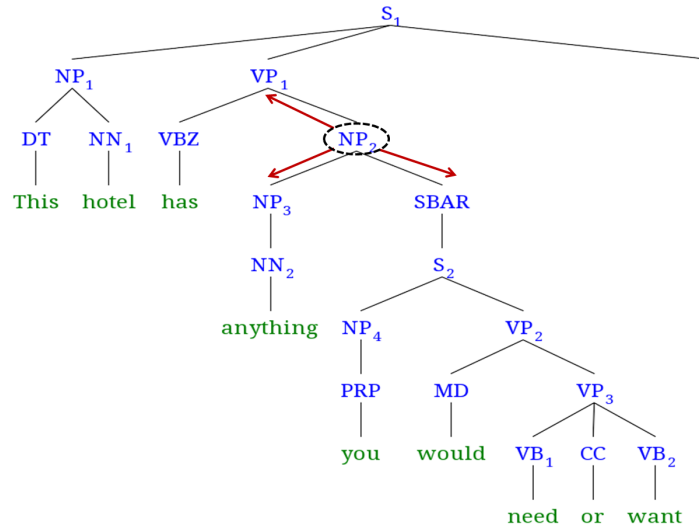 S₁
NP₁ VP₁
DT NN₁ VBZ NP₂
This hotel has NP₃ SBAR
NN₂ S₂
anything NP₄ VP₂
PRP MD VP₃
you would VB₁ CC VB₂
need or want